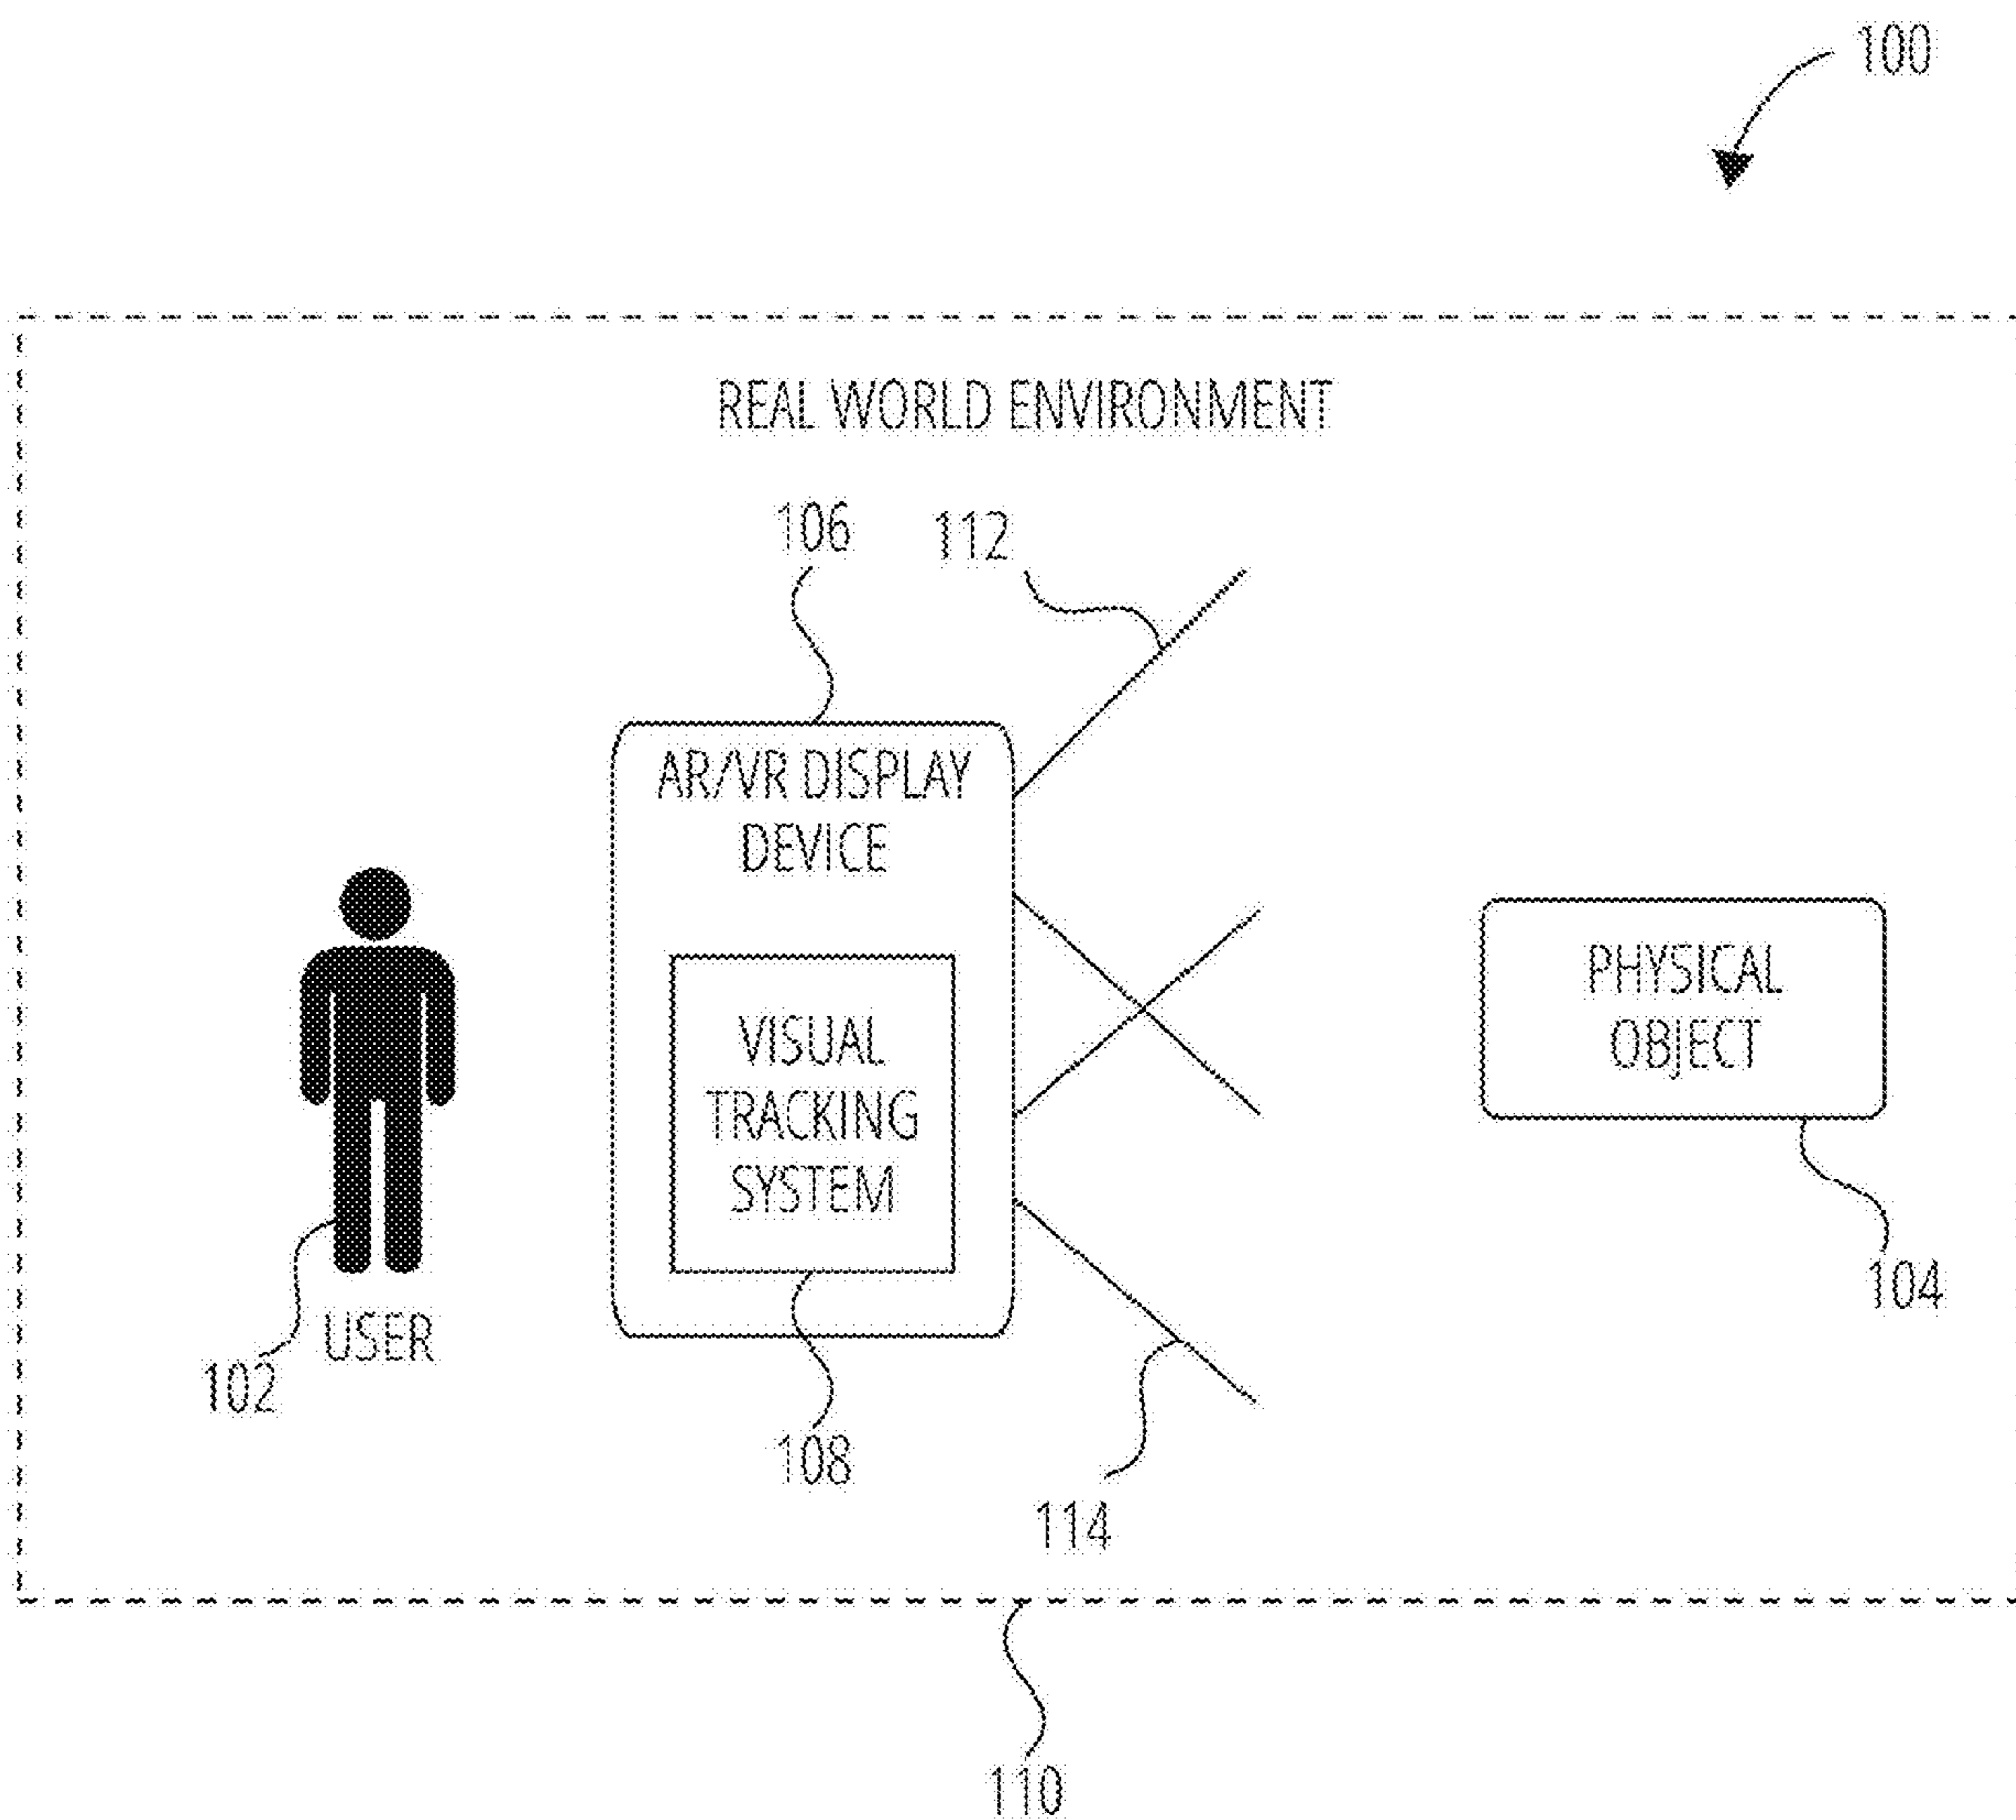 100
REAL WORLD ENVIRONMENT
106
112
AR/VR DISPLAY
DEVICE
VISUAL
TRACKING
SYSTEM
PHYSICAL
OBJECT
104
USER
102
108
114
110